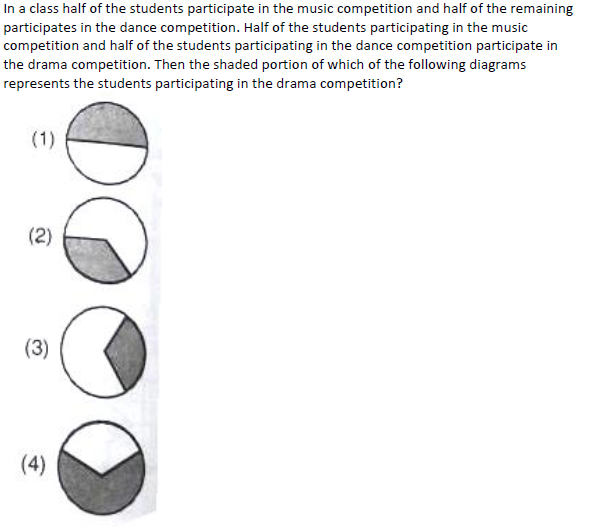 In a class half of the students participate in the music competition and half of the remaining
participates in the dance competition. Half of the students participating in the music
competition and half of the students participating in the dance competition participate in
the drama competition. Then the shaded portion of which of the following diagrams
represents the students participating in the drama competition?
(1)
(2)
(3)
(4)